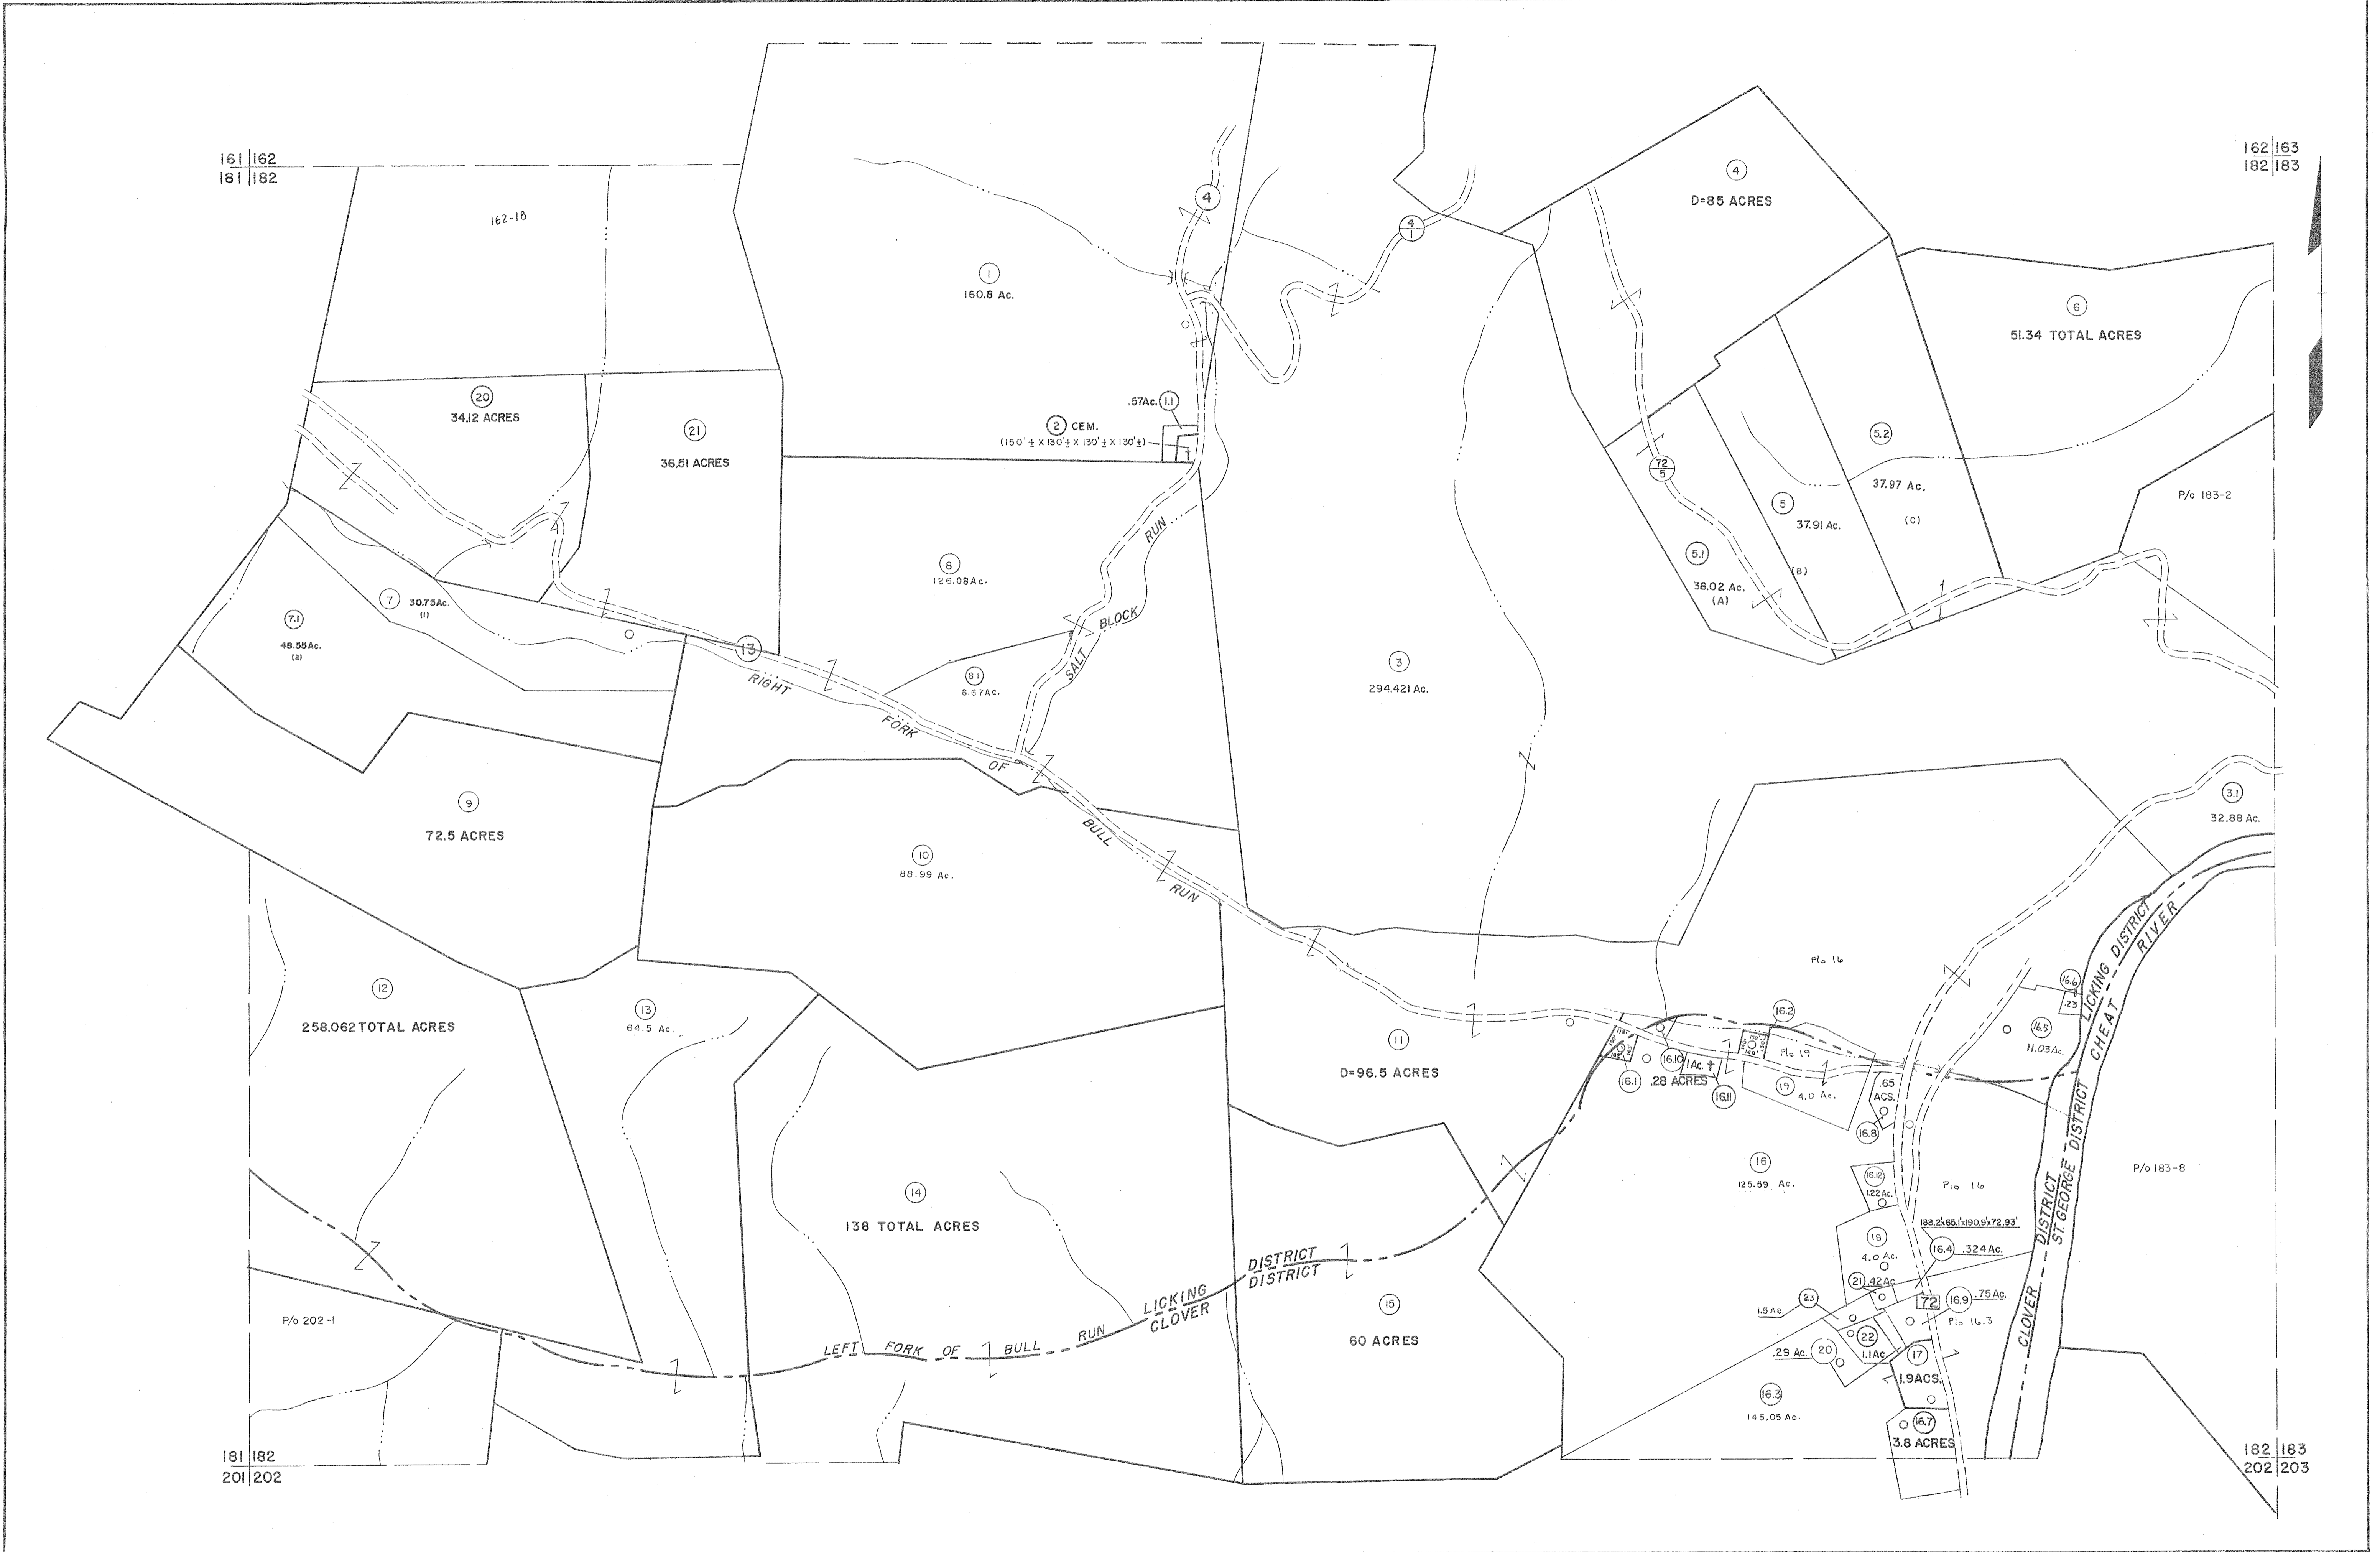 161 162
181 182
162 163
182 183
162-18
4
4
1
4
D=85 ACRES
1
160.8 Ac.
6
51.34 TOTAL ACRES
20
34.12 ACRES
21
36.51 ACRES
.57Ac. 1.1
2 CEM.
(150'± X 130'± X 130'± X 130'±)
5.2
37.97 Ac.
(C)
72
5
5
37.91 Ac.
(B)
P/o 183-2
5.1
38.02 Ac.
(A)
8
126.08Ac.
SALT BLOCK RUN
7 30.75Ac.
(1)
7.1
48.55Ac.
(2)
13
8.1
6.67Ac.
3
294.421 Ac.
RIGHT FORK OF BULL RUN
9
72.5 ACRES
10
88.99 Ac.
3.1
32.88 Ac.
12
258.062 TOTAL ACRES
13
64.5 Ac.
P/o 16
LICKING DISTRICT
CHEAT RIVER
16.6
.23
16.5
11.03Ac.
11
D=96.5 ACRES
16.2
16.10
1Ac.
P/o 19
16.1
.28 ACRES
16.11
19
4.0 Ac.
.65
ACS.
16.8
14
138 TOTAL ACRES
16
125.59 Ac.
16.12
1.22Ac.
P/o 16
P/o 183-8
CLOVER DISTRICT
ST. GEORGE DISTRICT
188.2'x65.1'x190.9'x72.93'
18
4.0 Ac.
16.4 .324Ac.
LICKING DISTRICT
CLOVER DISTRICT
21 .42Ac
15
60 ACRES
23
1.5Ac.
72
16.9 .75Ac.
P/o 16.3
P/o 202-1
LEFT FORK OF BULL RUN
22
1.1Ac.
.29 Ac. 20
17
1.9ACS.
16.3
145.05 Ac.
16.7
3.8 ACRES
181 182
201 202
182 183
202 203